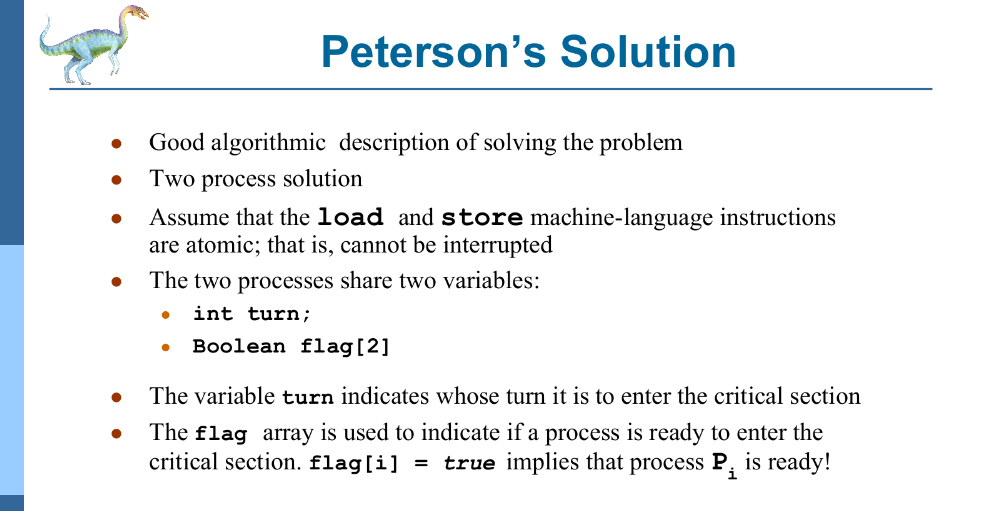 Peterson’s Solution
● Good algorithmic description of solving the problem
● Two process solution
● Assume that the load and store machine-language instructions
are atomic; that is, cannot be interrupted
● The two processes share two variables:
● int turn;
● Boolean flag[2]
● The variable turn indicates whose turn it is to enter the critical section
● The flag array is used to indicate if a process is ready to enter the
critical section. flag[i] = true implies that process Pi is ready!